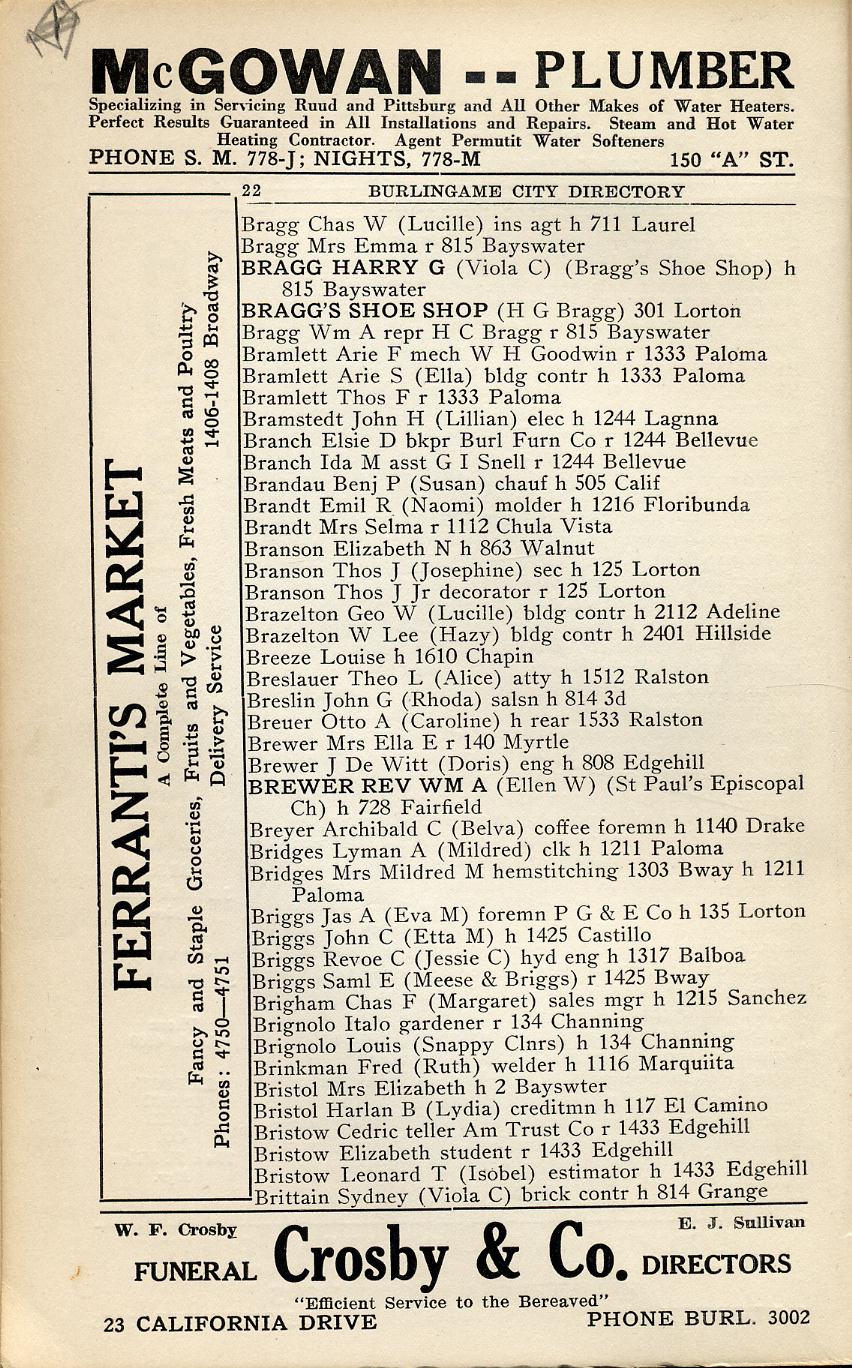 McGOWAN -- PLUMBER
Specializing in Servicing Ruud and Pittsburg and All Other Makes of Water Heaters.
Perfect Results Guaranteed in All Installations and Repairs. Steam and Hot Water
Heating Contractor. Agent Permutit Water Softeners
PHONE S. M. 778-J; NIGHTS, 778-M 150 "A" ST.
22 BURLINGAME CITY DIRECTORY
FERRANTI'S MARKET
A Complete Line of
Fancy and Staple Groceries, Fruits and Vegetables, Fresh Meats and Poultry
Phones: 4750—4751 Delivery Service 1406-1408 Broadway
Bragg Chas W (Lucille) ins agt h 711 Laurel
Bragg Mrs Emma r 815 Bayswater
BRAGG HARRY G (Viola C) (Bragg's Shoe Shop) h
815 Bayswater
BRAGG'S SHOE SHOP (H G Bragg) 301 Lorton
Bragg Wm A repr H C Bragg r 815 Bayswater
Bramlett Arie F mech W H Goodwin r 1333 Paloma
Bramlett Arie S (Ella) bldg contr h 1333 Paloma
Bramlett Thos F r 1333 Paloma
Bramstedt John H (Lillian) elec h 1244 Lagnna
Branch Elsie D bkpr Burl Furn Co r 1244 Bellevue
Branch Ida M asst G I Snell r 1244 Bellevue
Brandau Benj P (Susan) chauf h 505 Calif
Brandt Emil R (Naomi) molder h 1216 Floribunda
Brandt Mrs Selma r 1112 Chula Vista
Branson Elizabeth N h 863 Walnut
Branson Thos J (Josephine) sec h 125 Lorton
Branson Thos J Jr decorator r 125 Lorton
Brazelton Geo W (Lucille) bldg contr h 2112 Adeline
Brazelton W Lee (Hazy) bldg contr h 2401 Hillside
Breeze Louise h 1610 Chapin
Breslauer Theo L (Alice) atty h 1512 Ralston
Breslin John G (Rhoda) salsn h 814 3d
Breuer Otto A (Caroline) h rear 1533 Ralston
Brewer Mrs Ella E r 140 Myrtle
Brewer J De Witt (Doris) eng h 808 Edgehill
BREWER REV WM A (Ellen W) (St Paul's Episcopal
Ch) h 728 Fairfield
Breyer Archibald C (Belva) coffee foremn h 1140 Drake
Bridges Lyman A (Mildred) clk h 1211 Paloma
Bridges Mrs Mildred M hemstitching 1303 Bway h 1211
Paloma
Briggs Jas A (Eva M) foremn P G & E Co h 135 Lorton
Briggs John C (Etta M) h 1425 Castillo
Briggs Revoe C (Jessie C) hyd eng h 1317 Balboa
Briggs Saml E (Meese & Briggs) r 1425 Bway
Brigham Chas F (Margaret) sales mgr h 1215 Sanchez
Brignolo Italo gardener r 134 Channing
Brignolo Louis (Snappy Clnrs) h 134 Channing
Brinkman Fred (Ruth) welder h 1116 Marquiita
Bristol Mrs Elizabeth h 2 Bayswter
Bristol Harlan B (Lydia) creditmn h 117 El Camino
Bristow Cedric teller Am Trust Co r 1433 Edgehill
Bristow Elizabeth student r 1433 Edgehill
Bristow Leonard T (Isobel) estimator h 1433 Edgehill
Brittain Sydney (Viola C) brick contr h 814 Grange
W. F. Crosby E. J. Sullivan
FUNERAL Crosby & Co. DIRECTORS
"Efficient Service to the Bereaved"
23 CALIFORNIA DRIVE PHONE BURL. 3002